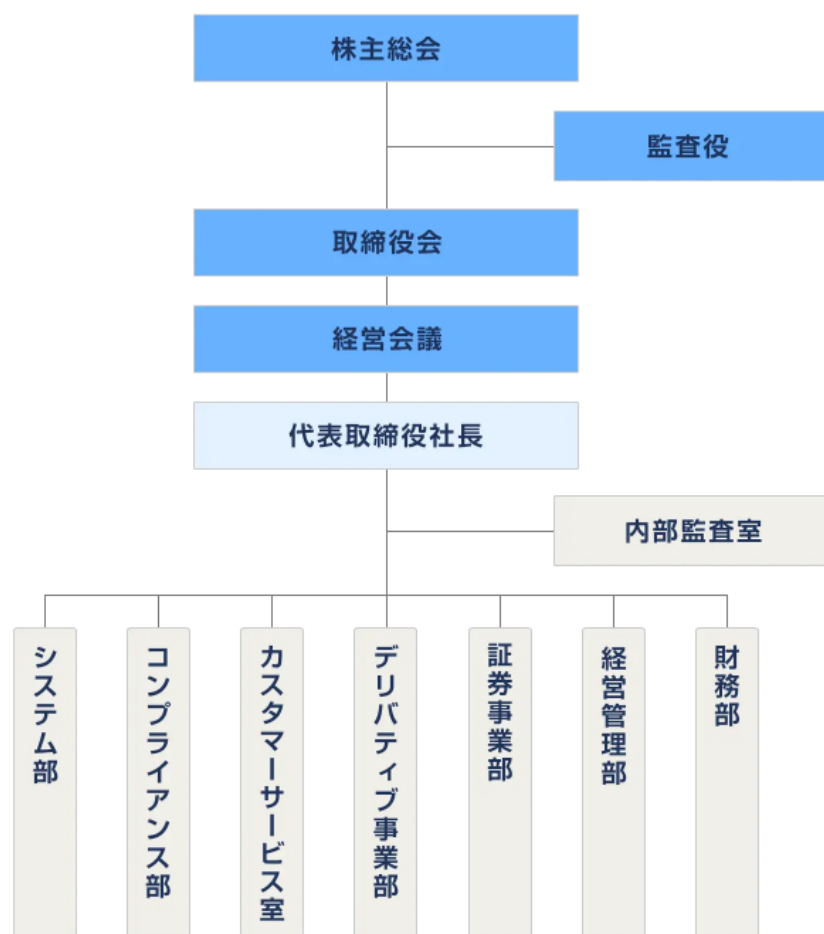 株主総会
監査役
取締役会
経営会議
代表取締役社長
内部監査室
システム部
コンプライアンス部
カスタマーサービス室
デリバティブ事業部
証券事業部
経営管理部
財務部